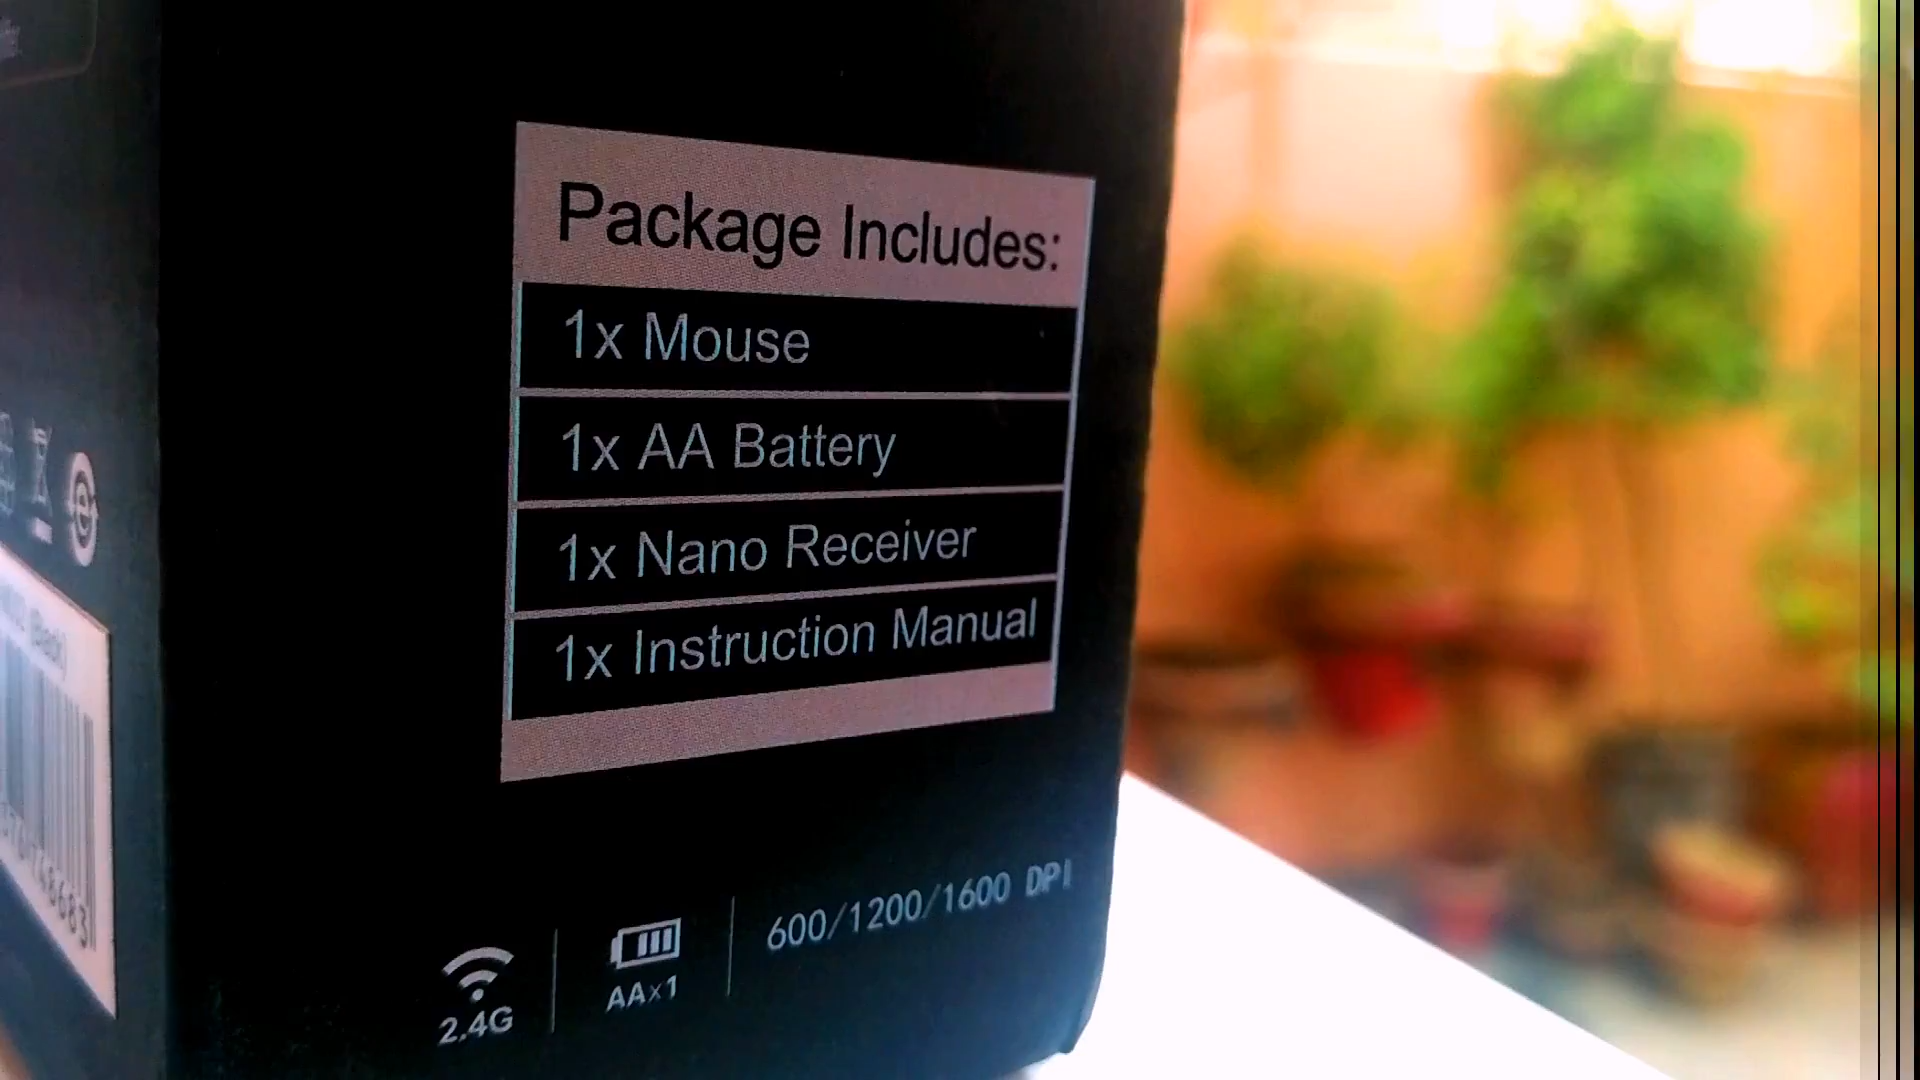 Package Includes:
1x Mouse
1x AA Battery
1x Nano Receiver
1x Instruction Manual
2.4G
AAx1
600/1200/1600 DPI
(Black)